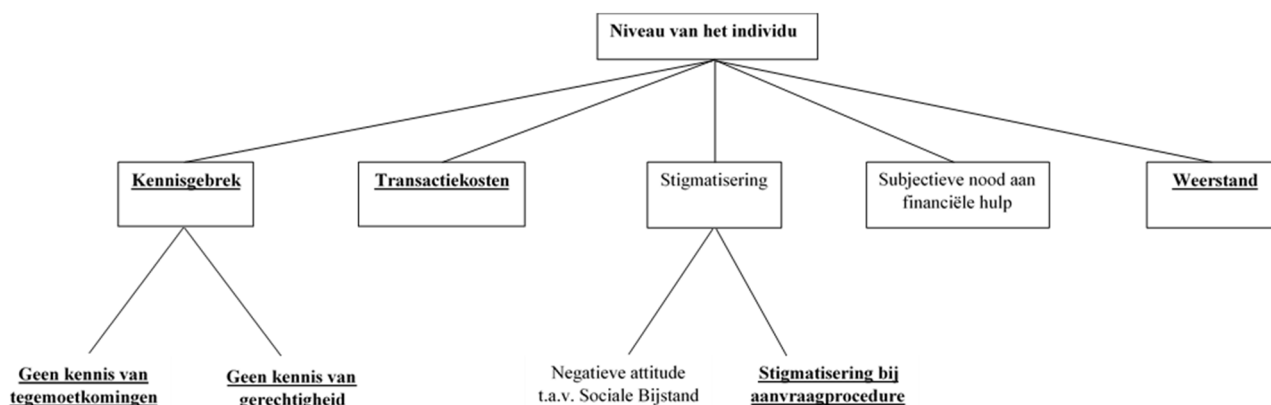 Niveau van het individu
Kennisgebrek
Transactiekosten
Stigmatisering
Subjectieve nood aan
financiële hulp
Weerstand
Geen kennis van
tegemoetkomingen
Geen kennis van
gerechtigheid
Negatieve attitude
t.a.v. Sociale Bijstand
Stigmatisering bij
aanvraagprocedure